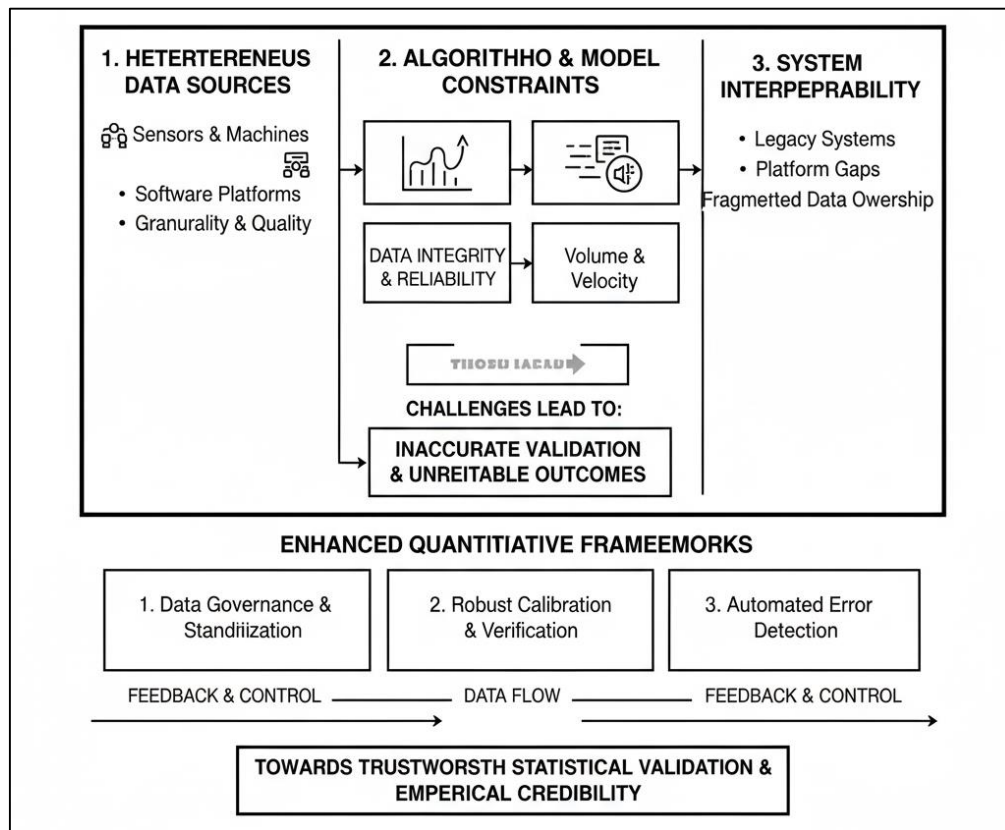 1. HETERTERENEUS
DATA SOURCES
Sensors & Machines
• Software Platforms
• Granurality & Quality
2. ALGORITHHO & MODEL
CONSTRAINTS
DATA INTEGRITY
& RELIABILITY
Volume &
Velocity
CHALLENGES LEAD TO:
INACCURATE VALIDATION
& UNREITABLE OUTCOMES
3. SYSTEM
INTERPEPRABILITY
• Legacy Systems
• Platform Gaps
Fragmetted Data Owership
ENHANCED QUANTITIATIVE FRAMEEMORKS
1. Data Governance &
Standiïization
2. Robust Calibration
& Verification
3. Automated Error
Detection
FEEDBACK & CONTROL
DATA FLOW
FEEDBACK & CONTROL
TOWARDS TRUSTWORSTH STATISTICAL VALIDATION &
EMPERICAL CREDIBILITY